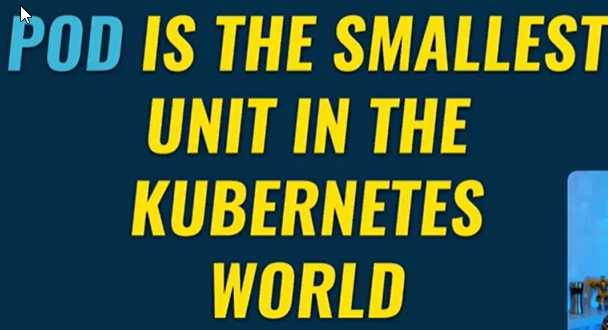 POD IS THE SMALLEST
UNIT IN THE
KUBERNETES
WORLD